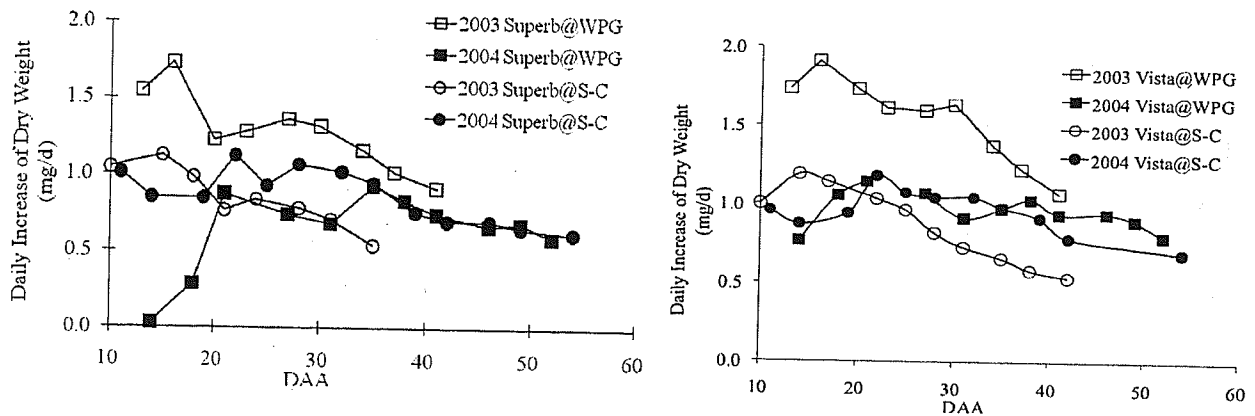 Daily Increase of Dry Weight
(mg/d)
2.0
1.5
1.0
0.5
0.0
10
20
30
40
50
60
DAA
2003 Superb@WPG
2004 Superb@WPG
2003 Superb@S-C
2004 Superb@S-C
Daily Increase of Dry Weight
(mg/d)
2.0
1.5
1.0
0.5
0.0
10
20
30
40
50
60
DAA
2003 Vista@WPG
2004 Vista@WPG
2003 Vista@S-C
2004 Vista@S-C